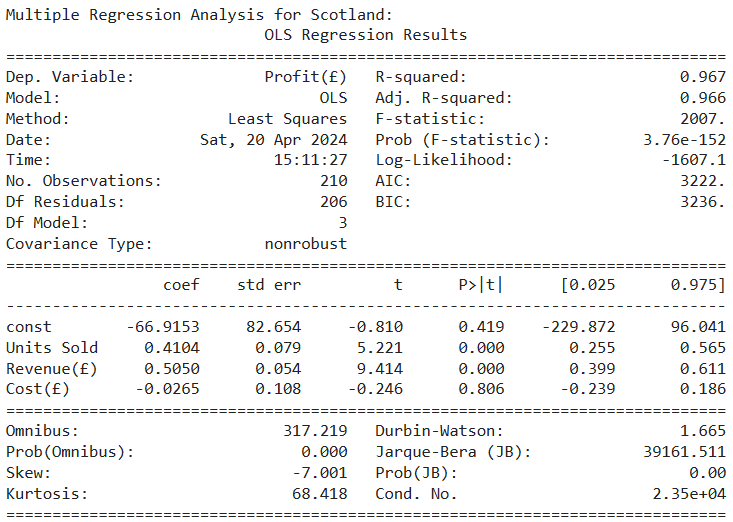 Multiple Regression Analysis for Scotland:
OLS Regression Results
==============================================================================
Dep. Variable: Profit(£) R-squared: 0.967
Model: OLS Adj. R-squared: 0.966
Method: Least Squares F-statistic: 2007.
Date: Sat, 20 Apr 2024 Prob (F-statistic): 3.76e-152
Time: 15:11:27 Log-Likelihood: -1607.1
No. Observations: 210 AIC: 3222.
Df Residuals: 206 BIC: 3236.
Df Model: 3
Covariance Type: nonrobust
==============================================================================
coef std err t P>|t| [0.025 0.975]
------------------------------------------------------------------------------
const -66.9153 82.654 -0.810 0.419 -229.872 96.041
Units Sold 0.4104 0.079 5.221 0.000 0.255 0.565
Revenue(£) 0.5050 0.054 9.414 0.000 0.399 0.611
Cost(£) -0.0265 0.108 -0.246 0.806 -0.239 0.186
==============================================================================
Omnibus: 317.219 Durbin-Watson: 1.665
Prob(Omnibus): 0.000 Jarque-Bera (JB): 39161.511
Skew: -7.001 Prob(JB): 0.00
Kurtosis: 68.418 Cond. No. 2.35e+04
==============================================================================